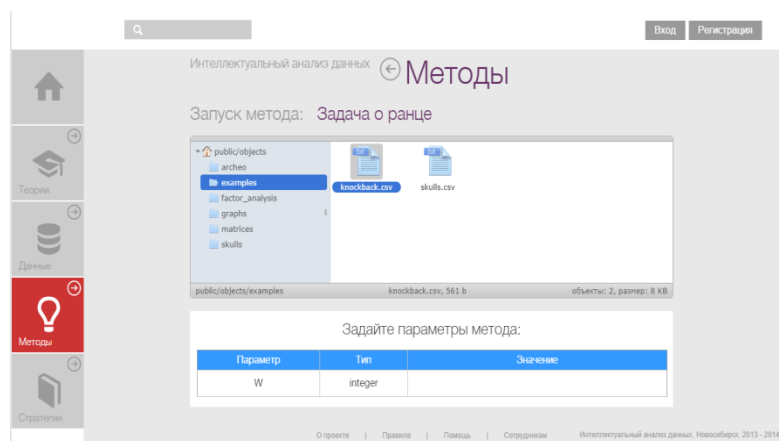 Вход Регистрация
Интеллектуальный анализ данных Методы
Запуск метода: Задача о ранце
public/objects
archeo
examples
factor_analysis
graphs
matrices
skulls
knockback.csv skulls.csv
public/objects/examples knockback.csv, 561 b объекты: 2, размер: 8 KB
Теории
Данные
Методы
Стратегии
Задайте параметры метода:
Параметр Тип Значение
W integer
О проекте | Правила | Помощь | Сотрудникам Интеллектуальный анализ данных, Новосибирск, 2013 - 2014